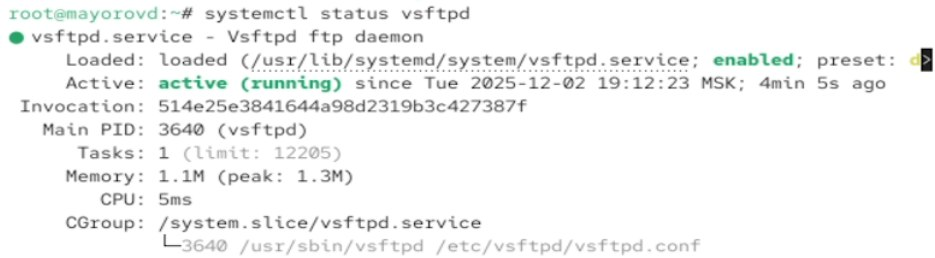 root@mayorovd:~# systemctl status vsftpd
● vsftpd.service - Vsftpd ftp daemon
Loaded: loaded (/usr/lib/systemd/system/vsftpd.service; enabled; preset: d>
Active: active (running) since Tue 2025-12-02 19:12:23 MSK; 4min 5s ago
Invocation: 514e25e3841644a98d2319b3c427387f
Main PID: 3640 (vsftpd)
Tasks: 1 (limit: 12205)
Memory: 1.1M (peak: 1.3M)
CPU: 5ms
CGroup: /system.slice/vsftpd.service
└─3640 /usr/sbin/vsftpd /etc/vsftpd/vsftpd.conf